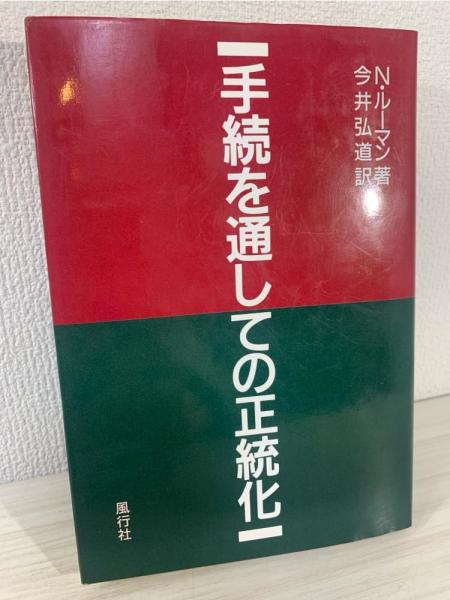 N・ルーマン著
今井弘道訳
手続を通しての正統化
風行社